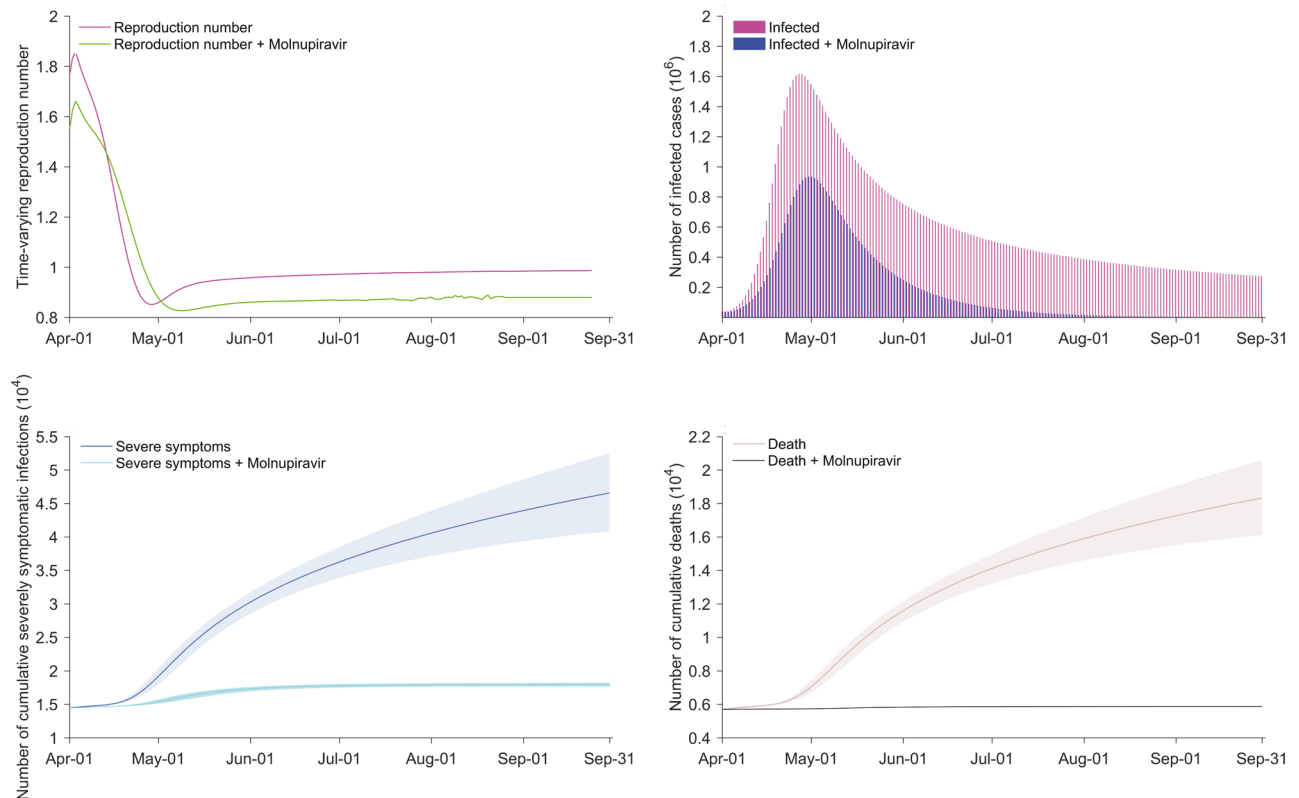 Time-varying reproduction number
2
1.8
1.6
1.4
1.2
1
0.8
Reproduction number
Reproduction number + Molnupiravir
Apr-01 May-01 Jun-01 Jul-01 Aug-01 Sep-01 Sep-31
Number of infected cases (10^6)
2
1.8
1.6
1.4
1.2
1
0.8
0.6
0.4
0.2
Infected
Infected + Molnupiravir
Apr-01 May-01 Jun-01 Jul-01 Aug-01 Sep-01 Sep-31
Number of cumulative severely symptomatic infections (10^4)
5.5
5
4.5
4
3.5
3
2.5
2
1.5
1
Severe symptoms
Severe symptoms + Molnupiravir
Apr-01 May-01 Jun-01 Jul-01 Aug-01 Sep-01 Sep-31
Number of cumulative deaths (10^4)
2.2
2
1.8
1.6
1.4
1.2
1
0.8
0.6
0.4
Death
Death + Molnupiravir
Apr-01 May-01 Jun-01 Jul-01 Aug-01 Sep-01 Sep-31